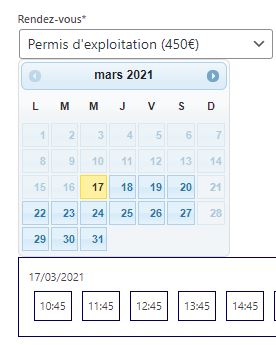 Rendez-vous*
Permis d'exploitation (450€)
mars 2021
L M M J V S D
1 2 3 4 5 6 7
8 9 10 11 12 13 14
15 16 17 18 19 20 21
22 23 24 25 26 27 28
29 30 31
17/03/2021
10:45 11:45 12:45 13:45 14:45